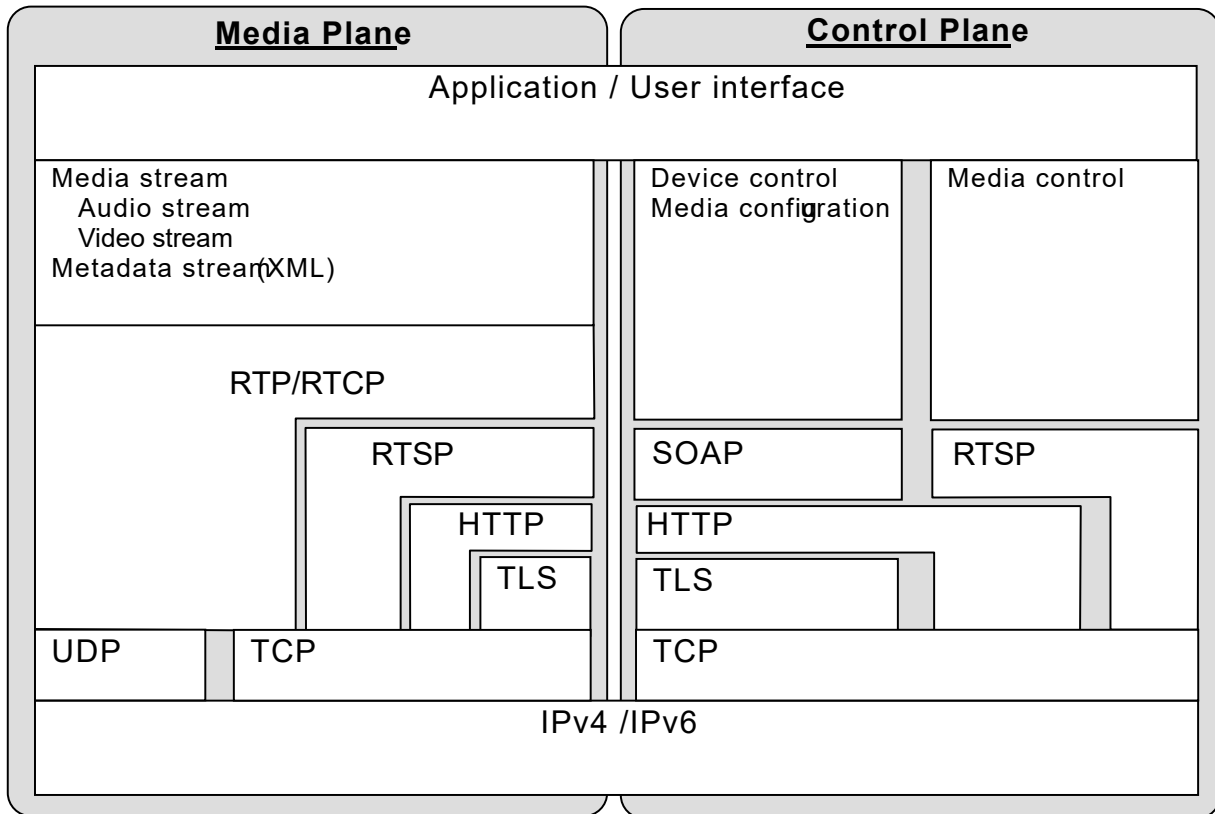 Media Plane
Control Plane
Application / User interface
Media stream
Audio stream
Video stream
Metadata stream(XML)
Device control
Media configuration
Media control
RTP/RTCP
RTSP
SOAP
RTSP
HTTP
HTTP
TLS
TLS
UDP
TCP
TCP
IPv4 /IPv6